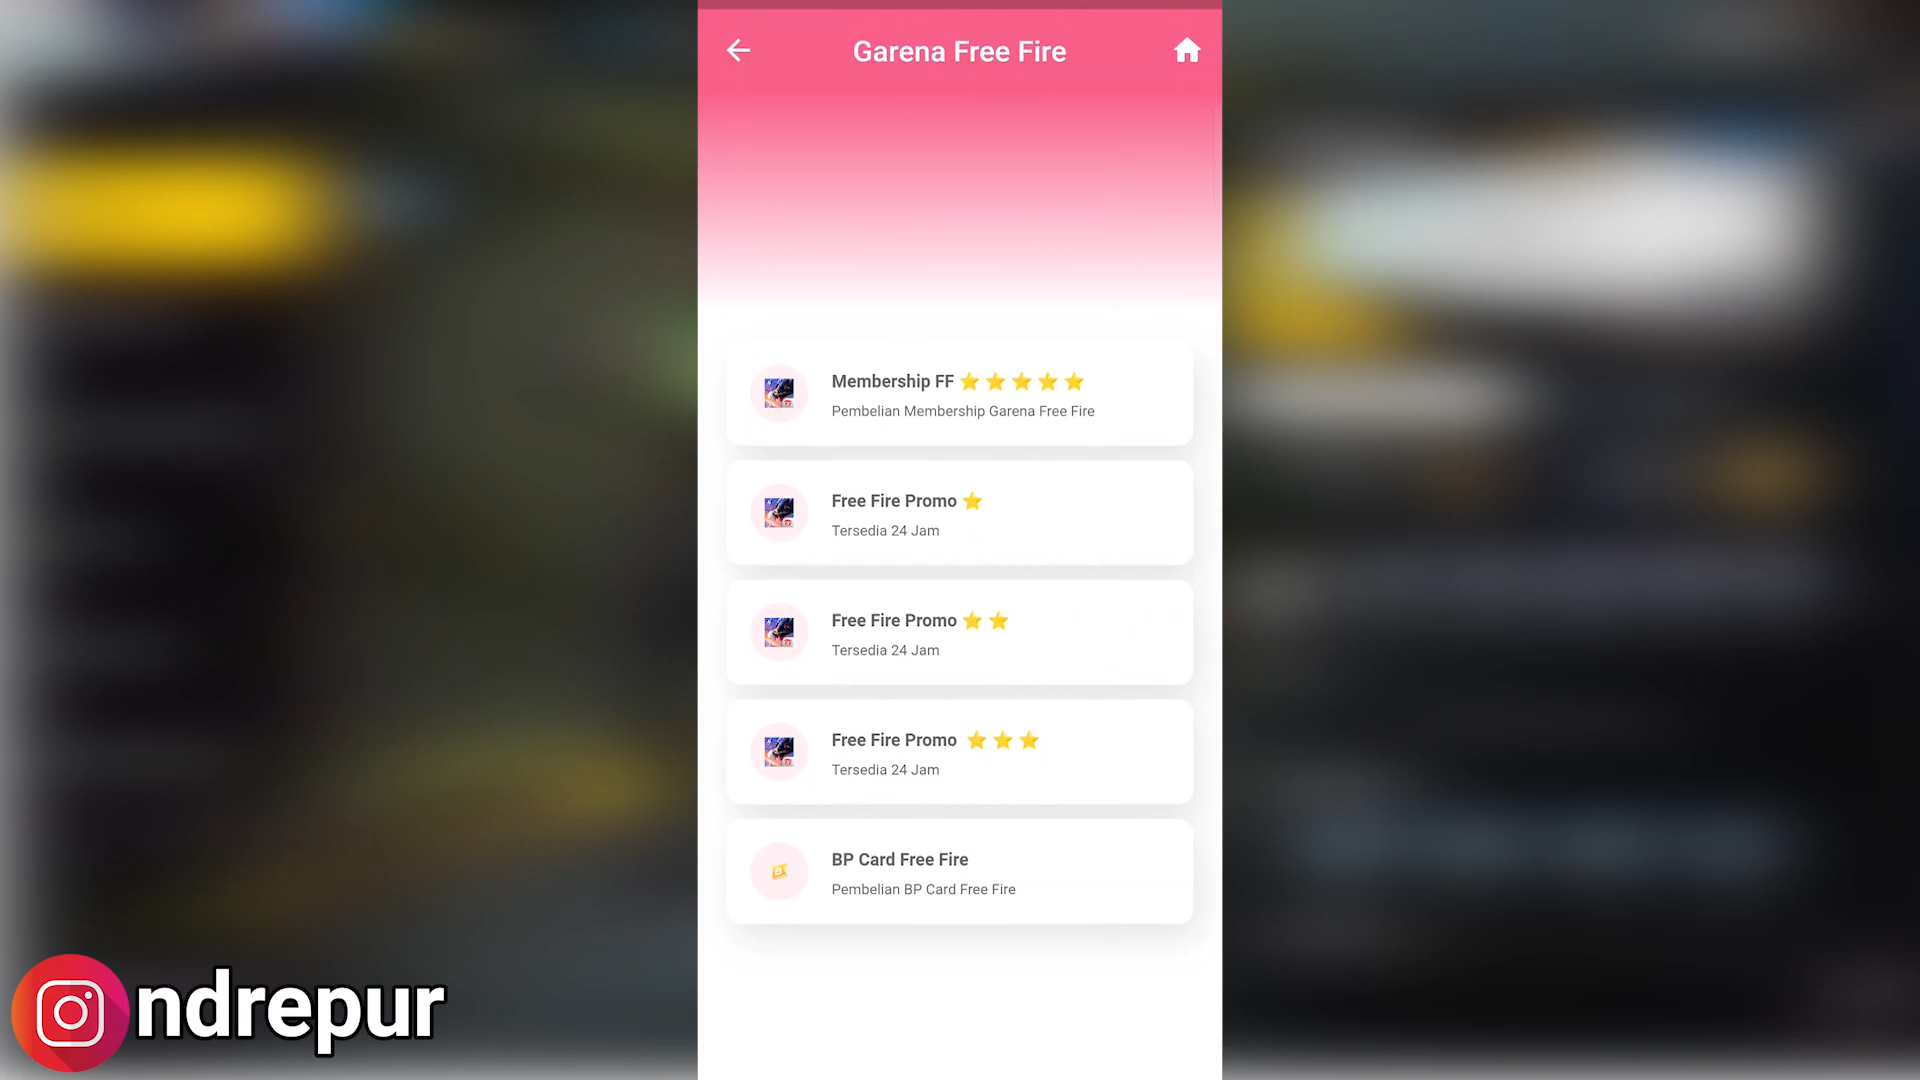 Garena Free Fire
Membership FF ⭐ ⭐ ⭐ ⭐ ⭐
Pembelian Membership Garena Free Fire
Free Fire Promo ⭐
Tersedia 24 Jam
Free Fire Promo ⭐ ⭐
Tersedia 24 Jam
Free Fire Promo ⭐ ⭐ ⭐
Tersedia 24 Jam
BP Card Free Fire
Pembelian BP Card Free Fire
ndrepur